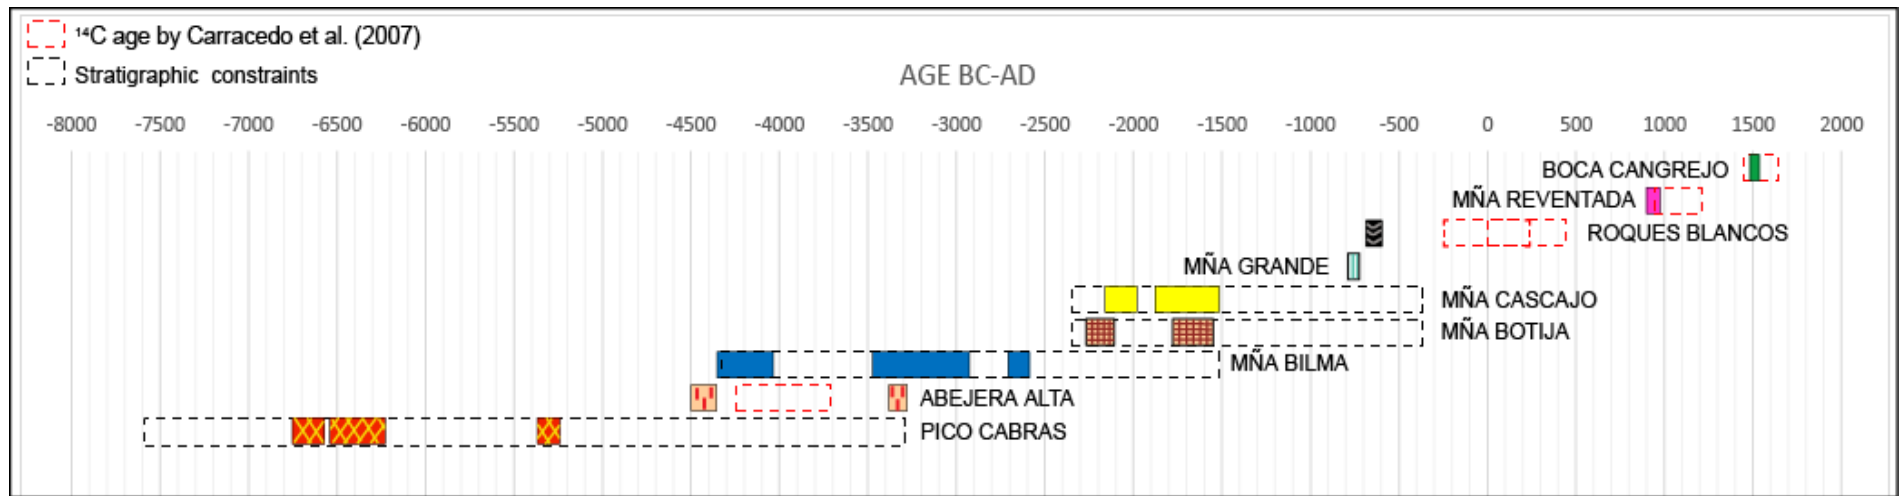 ¹⁴C age by Carracedo et al. (2007)
Stratigraphic constraints
AGE BC-AD
-8000 -7500 -7000 -6500 -6000 -5500 -5000 -4500 -4000 -3500 -3000 -2500 -2000 -1500 -1000 -500 0 500 1000 1500 2000
BOCA CANGREJO
MÑA REVENTADA
ROQUES BLANCOS
MÑA GRANDE
MÑA CASCAJO
MÑA BOTIJA
MÑA BILMA
ABEJERA ALTA
PICO CABRAS